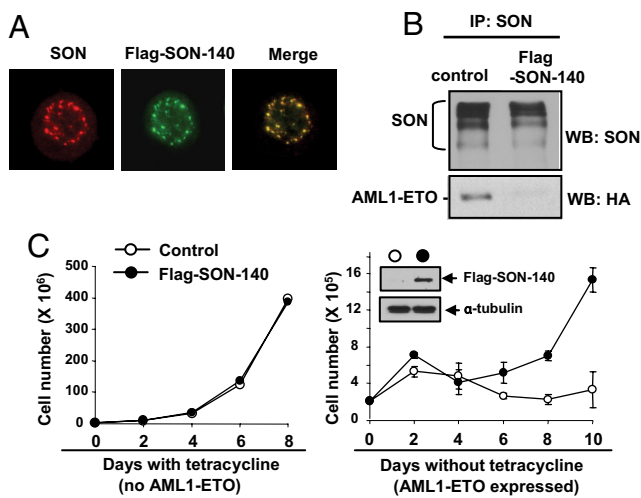 A
SON
Flag-SON-140
Merge
B
IP: SON
control
Flag
-SON-140
SON
WB: SON
AML1-ETO -
WB: HA
C
Control
Flag-SON-140
Cell number (X 10⁶)
500
400
300
200
100
0
0 2 4 6 8
Days with tetracycline
(no AML1-ETO)
Flag-SON-140
α-tubulin
Cell number (X 10⁵)
16
12
8
4
0
0 2 4 6 8 10
Days without tetracycline
(AML1-ETO expressed)